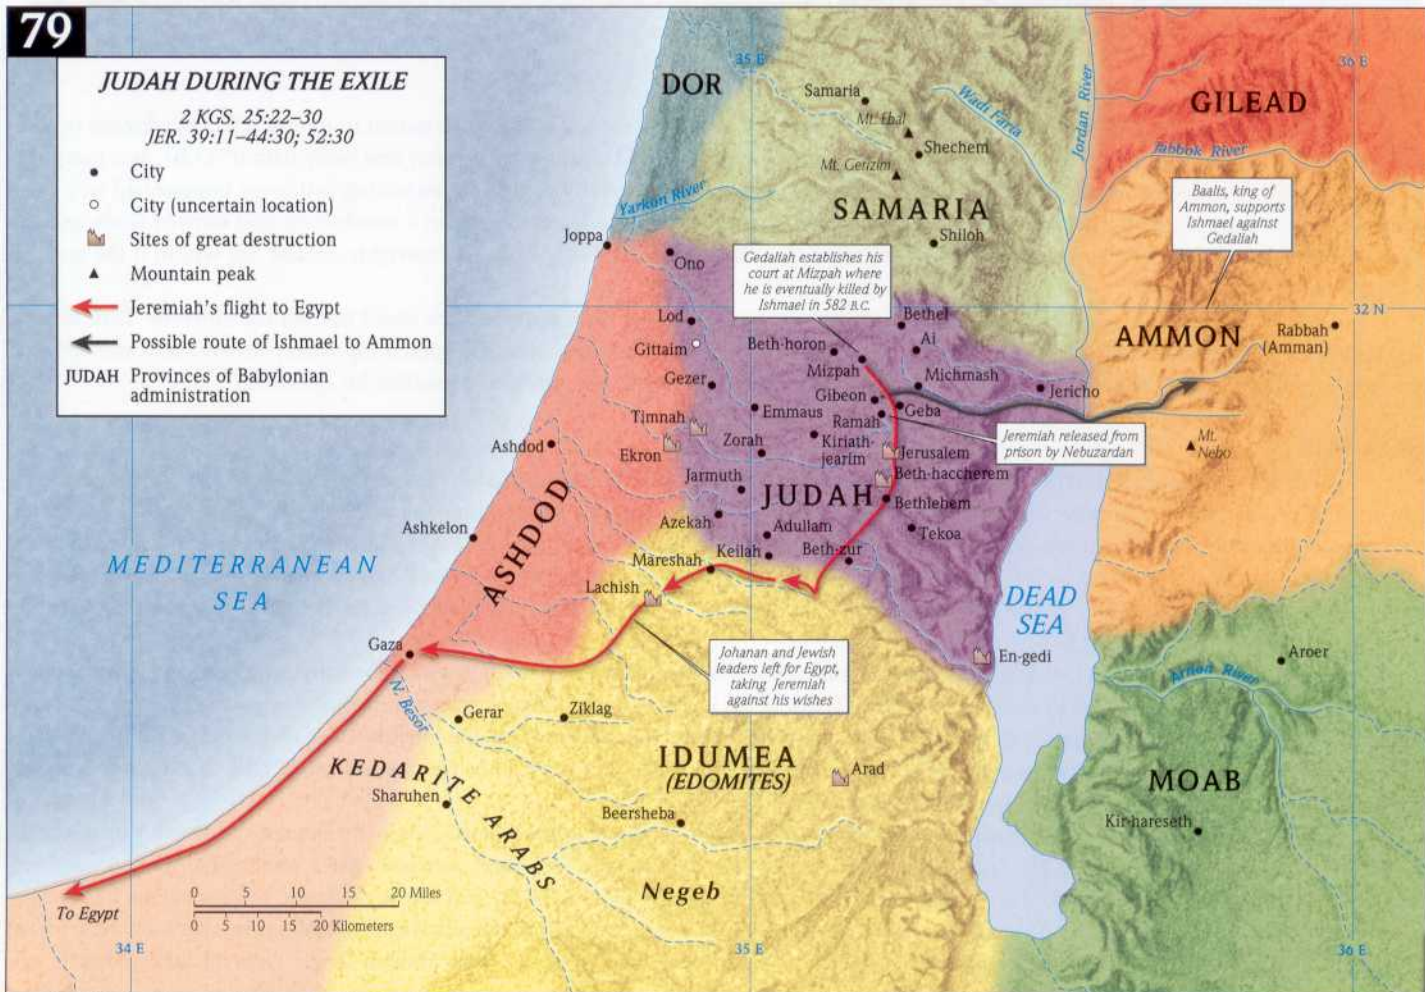 79
JUDAH DURING THE EXILE
2 KGS. 25:22–30
JER. 39:11–44:30; 52:30
City
City (uncertain location)
Sites of great destruction
Mountain peak
Jeremiah's flight to Egypt
Possible route of Ishmael to Ammon
JUDAH Provinces of Babylonian
administration
35 E
36 E
DOR
Samaria
Mt. Ebal
Shechem
Mt. Gerizim
Wadi Faria
Jordan River
GILEAD
Jabbok River
Yarkon River
SAMARIA
Shiloh
Baalis, king of
Ammon, supports
Ishmael against
Gedaliah
Joppa
Ono
Gedaliah establishes his
court at Mizpah where
he is eventually killed by
Ishmael in 582 B.C.
32 N
Lod
Gittaim
Gezer
Beth-horon
Mizpah
Bethel
Ai
Michmash
Jericho
AMMON
Rabbah
(Amman)
Timnah
Ekron
Emmaus
Zorah
Gibeon
Ramah
Geba
Kiriath-
jearim
Jerusalem
Beth-haccherem
Jeremiah released from
prison by Nebuzardan
Mt.
Nebo
Ashdod
Jarmuth
JUDAH
Bethlehem
Azekah
Adullam
Tekoa
Ashkelon
ASHDOD
Mareshah
Keilah
Beth-zur
MEDITERRANEAN
SEA
Lachish
DEAD
SEA
Gaza
Johanan and Jewish
leaders left for Egypt,
taking Jeremiah
against his wishes
En-gedi
Aroer
Arnon River
N. Besor
Gerar
Ziklag
IDUMEA
(EDOMITES)
Arad
MOAB
KEDARITE ARABS
Sharuhen
Beersheba
Kir-hareseth
Negeb
0 5 10 15 20 Miles
0 5 10 15 20 Kilometers
To Egypt
34 E
35 E
36 E